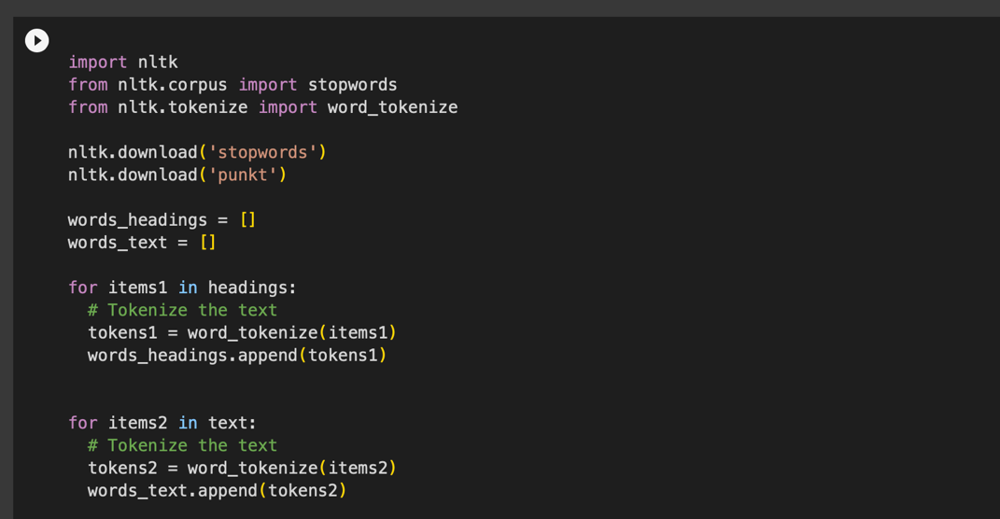 import nltk
from nltk.corpus import stopwords
from nltk.tokenize import word_tokenize

nltk.download('stopwords')
nltk.download('punkt')

words_headings = []
words_text = []

for items1 in headings:
  # Tokenize the text
  tokens1 = word_tokenize(items1)
  words_headings.append(tokens1)


for items2 in text:
  # Tokenize the text
  tokens2 = word_tokenize(items2)
  words_text.append(tokens2)